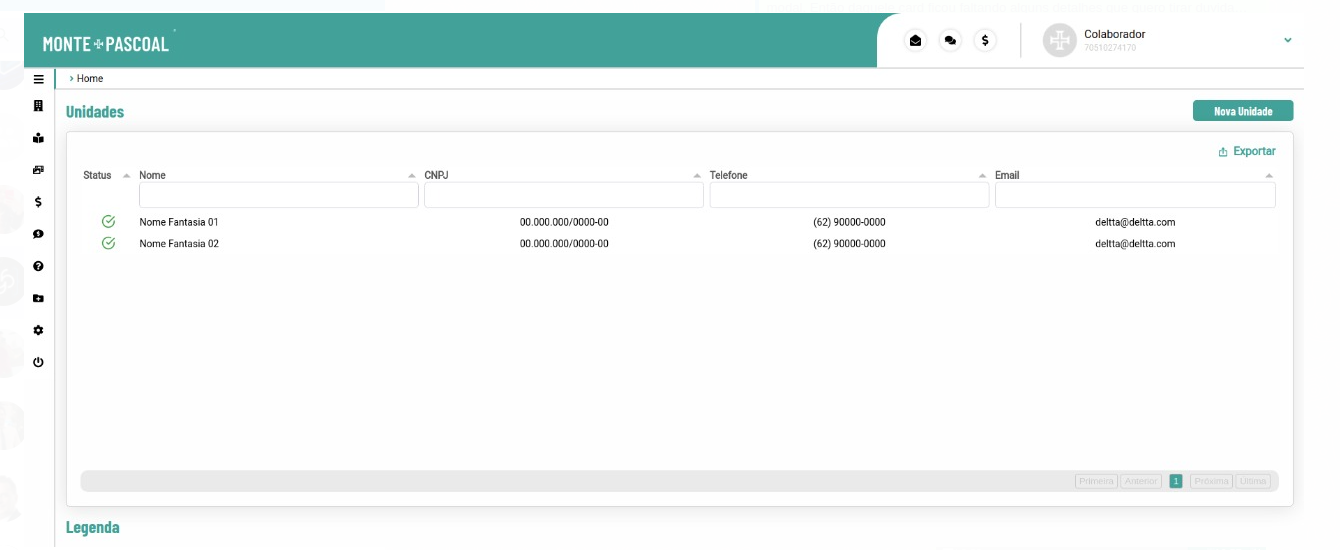 MONTE PASCOAL
Colaborador
70510274170
Home
Unidades
Nova Unidade
Exportar
Status Nome CNPJ Telefone Email
Nome Fantasia 01 00.000.000/0000-00 (62) 90000-0000 deltta@deltta.com
Nome Fantasia 02 00.000.000/0000-00 (62) 90000-0000 deltta@deltta.com
Primeira Anterior 1 Próxima Última
Legenda